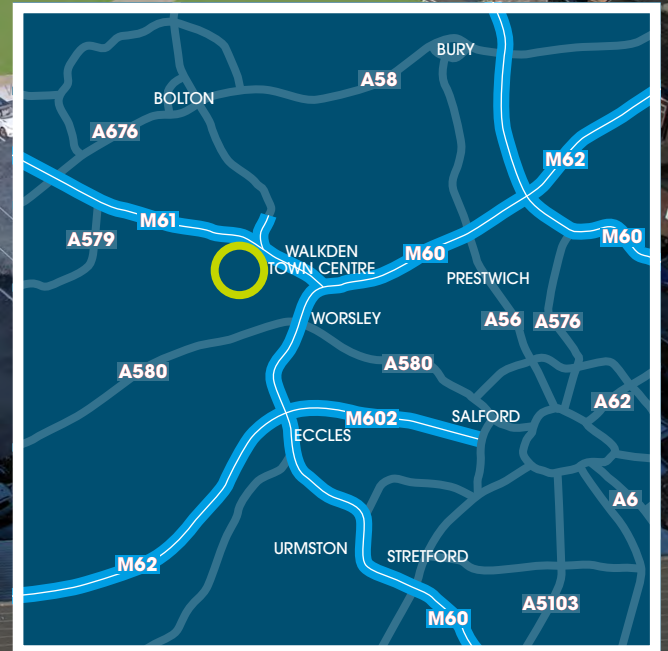 BURY
A58
BOLTON
A676
M62
M61
A579
M60
WALKDEN
TOWN CENTRE
M60
PRESTWICH
WORSLEY
A56
A576
A580
A580
A62
M602
SALFORD
ECCLES
A6
URMSTON
STRETFORD
M62
A5103
M60